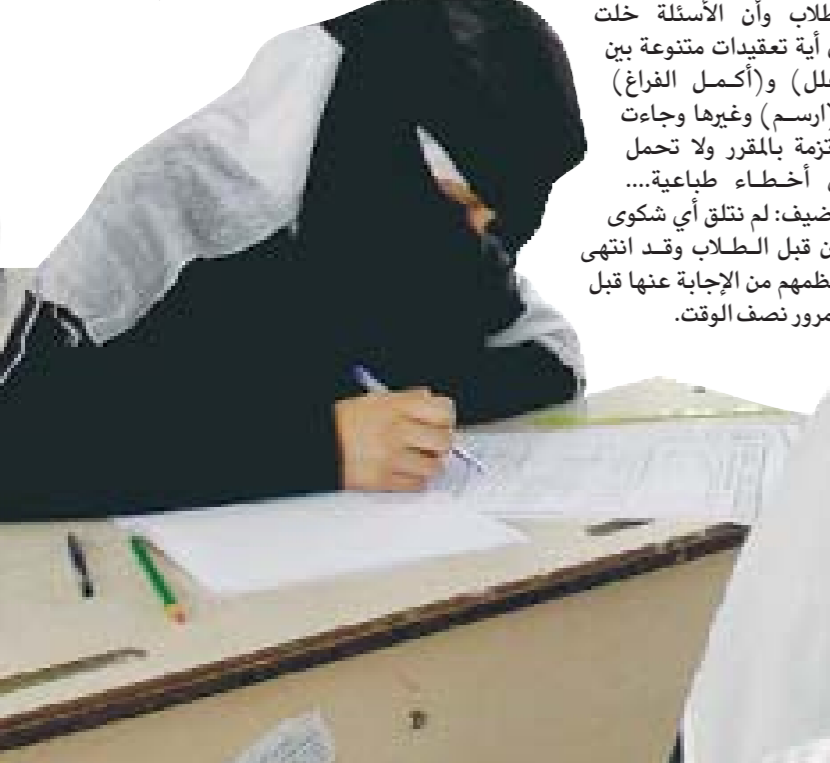 طلاب وأن الأسئلة خلت
أية تعقيدات متنوعة بين
علل) و(أكمل الفراغ)
(ارسم) وغيرها وجاءت
تزمة بالمقرر ولا تحمل
أخطاء طباعية....
ضيف: لم نتلق أي شكوى
ن قبل الطلاب وقد انتهى
ظمهم من الإجابة عنها قبل
مرور نصف الوقت.